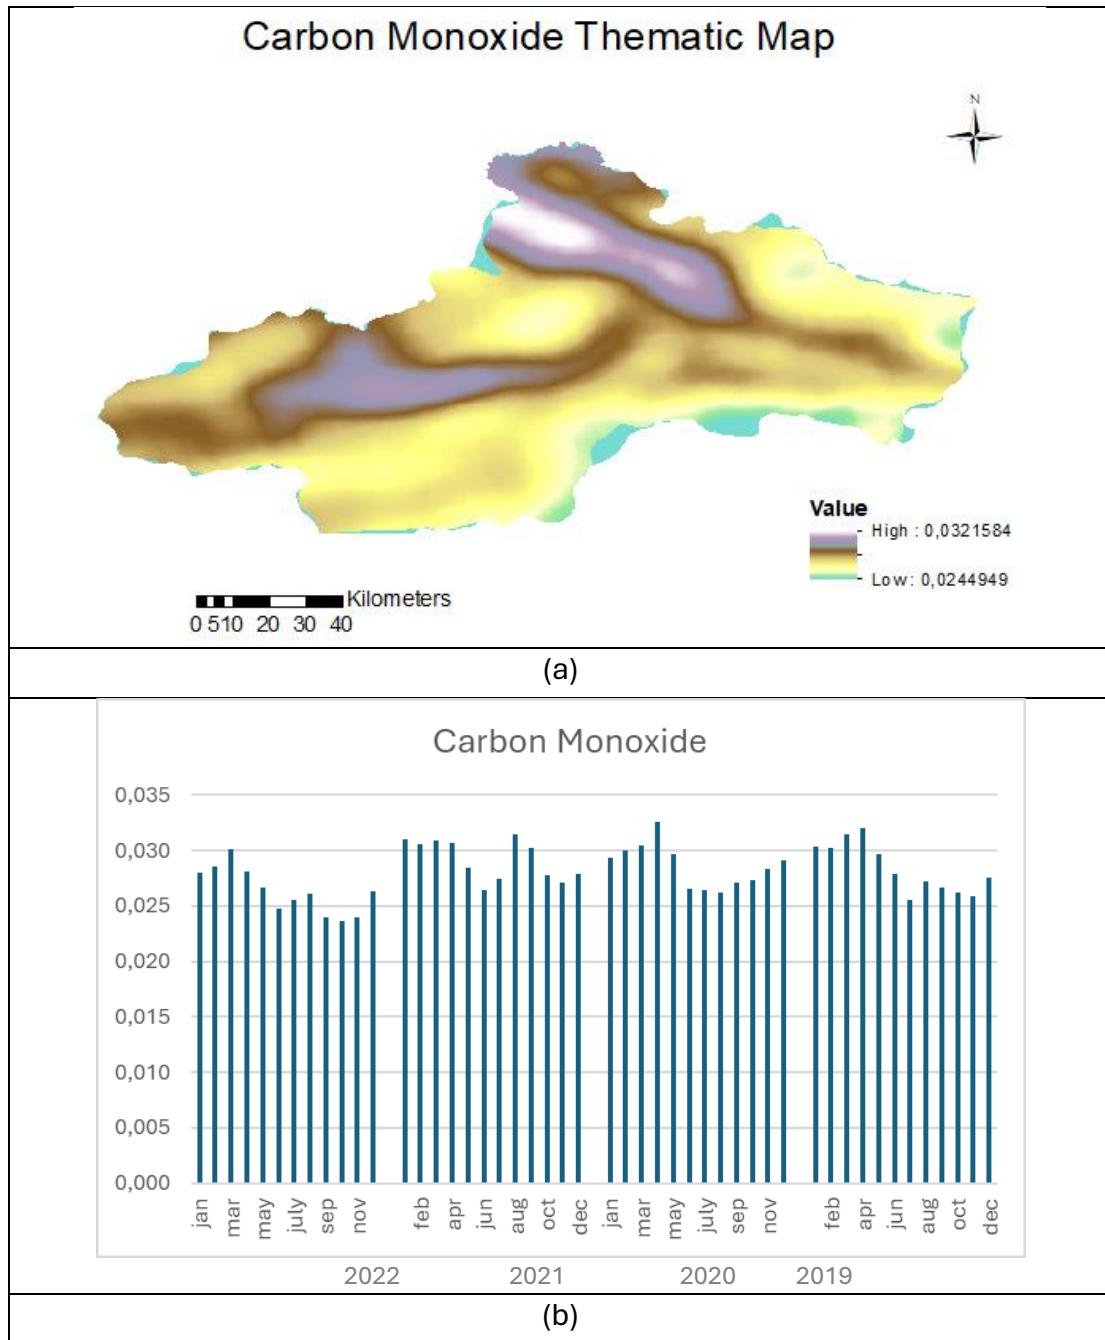 Carbon Monoxide Thematic Map
N
Value
High : 0,0321584
Low : 0,0244949
Kilometers
0 510 20 30 40
(a)
Carbon Monoxide
0,035
0,030
0,025
0,020
0,015
0,010
0,005
0,000
jan mar may july sep nov feb apr jun aug oct dec jan mar may july sep nov feb apr jun aug oct dec
2022 2021 2020 2019
(b)